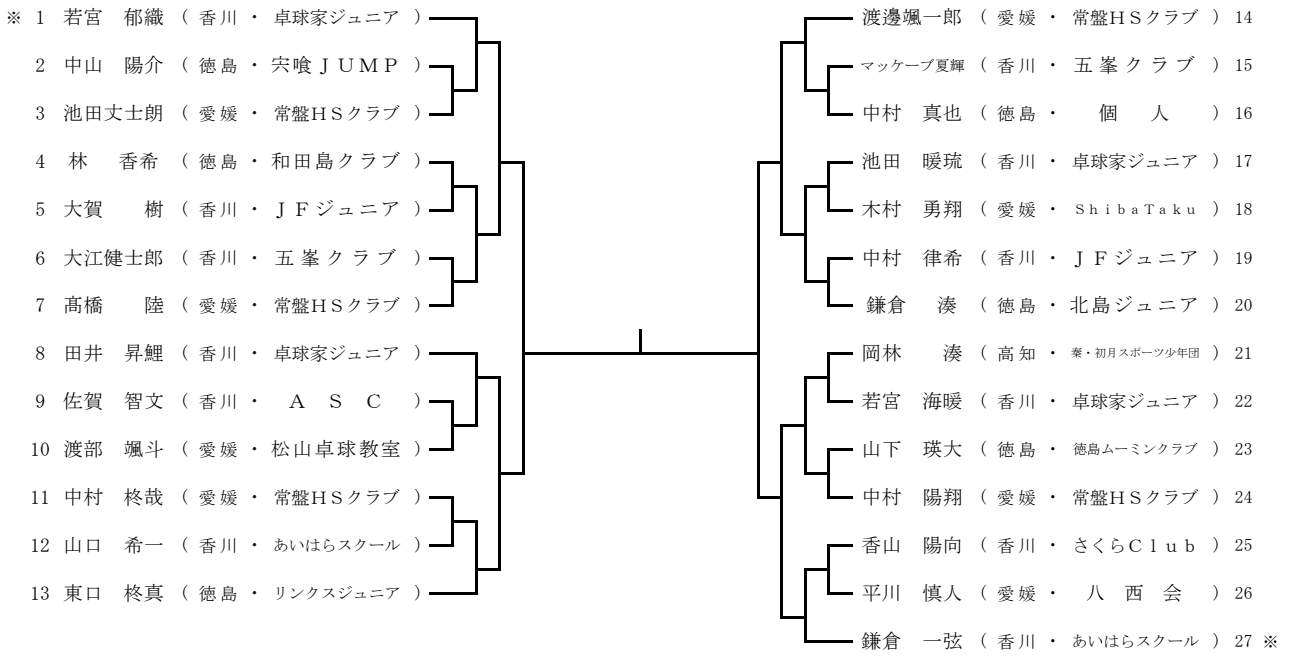 ※ 1 若宮 郁織 ( 香川 ・ 卓球家ジュニア )
2 中山 陽介 ( 徳島 ・ 宍喰JUMP )
3 池田丈士朗 ( 愛媛 ・ 常盤HSクラブ )
4 林 香希 ( 徳島 ・ 和田島クラブ )
5 大賀 樹 ( 香川 ・ JFジュニア )
6 大江健士郎 ( 香川 ・ 五峯クラブ )
7 髙橋 陸 ( 愛媛 ・ 常盤HSクラブ )
8 田井 昇鯉 ( 香川 ・ 卓球家ジュニア )
9 佐賀 智文 ( 香川 ・ ASC )
10 渡部 颯斗 ( 愛媛 ・ 松山卓球教室 )
11 中村 柊哉 ( 愛媛 ・ 常盤HSクラブ )
12 山口 希一 ( 香川 ・ あいはらスクール )
13 東口 柊真 ( 徳島 ・ リンクスジュニア )
渡邊颯一郎 ( 愛媛 ・ 常盤HSクラブ ) 14
マッケーブ夏輝 ( 香川 ・ 五峯クラブ ) 15
中村 真也 ( 徳島 ・ 個人 ) 16
池田 暖琉 ( 香川 ・ 卓球家ジュニア ) 17
木村 勇翔 ( 愛媛 ・ ShibaTaku ) 18
中村 律希 ( 香川 ・ JFジュニア ) 19
鎌倉 湊 ( 徳島 ・ 北島ジュニア ) 20
岡林 湊 ( 高知 ・ 秦・初月スポーツ少年団 ) 21
若宮 海暖 ( 香川 ・ 卓球家ジュニア ) 22
山下 瑛大 ( 徳島 ・ 徳島ムーミンクラブ ) 23
中村 陽翔 ( 愛媛 ・ 常盤HSクラブ ) 24
香山 陽向 ( 香川 ・ さくらClub ) 25
平川 慎人 ( 愛媛 ・ 八西会 ) 26
鎌倉 一弦 ( 香川 ・ あいはらスクール ) 27 ※